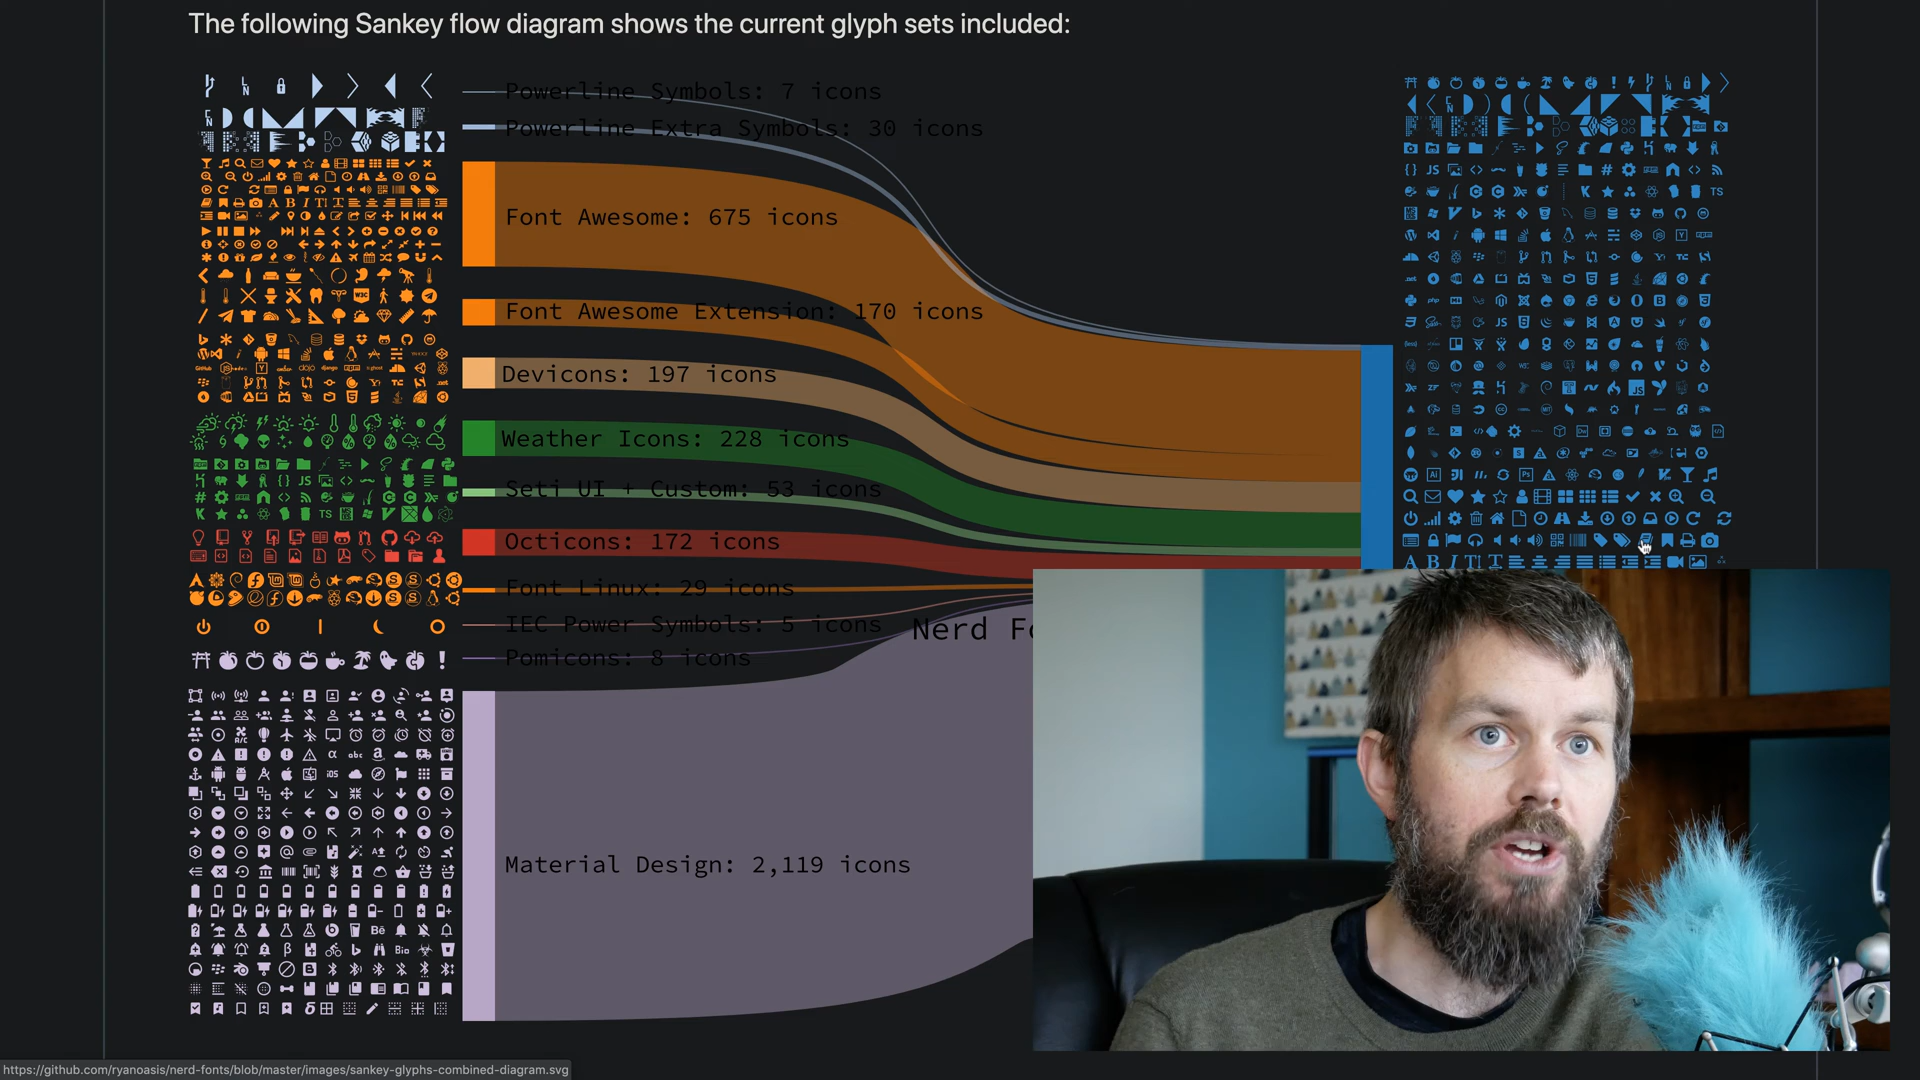 The following Sankey flow diagram shows the current glyph sets included:
Powerline Symbols: 7 icons
Powerline Extra Symbols: 30 icons
Font Awesome: 675 icons
Font Awesome Extension: 170 icons
Devicons: 197 icons
Weather Icons: 228 icons
Seti UI + Custom: 53 icons
Octicons: 172 icons
Font Linux: 29 icons
IEC Power Symbols: 5 icons
Nerd Fo
Pomicons: 8 icons
Material Design: 2,119 icons
https://github.com/ryanoasis/nerd-fonts/blob/master/images/sankey-glyphs-combined-diagram.svg